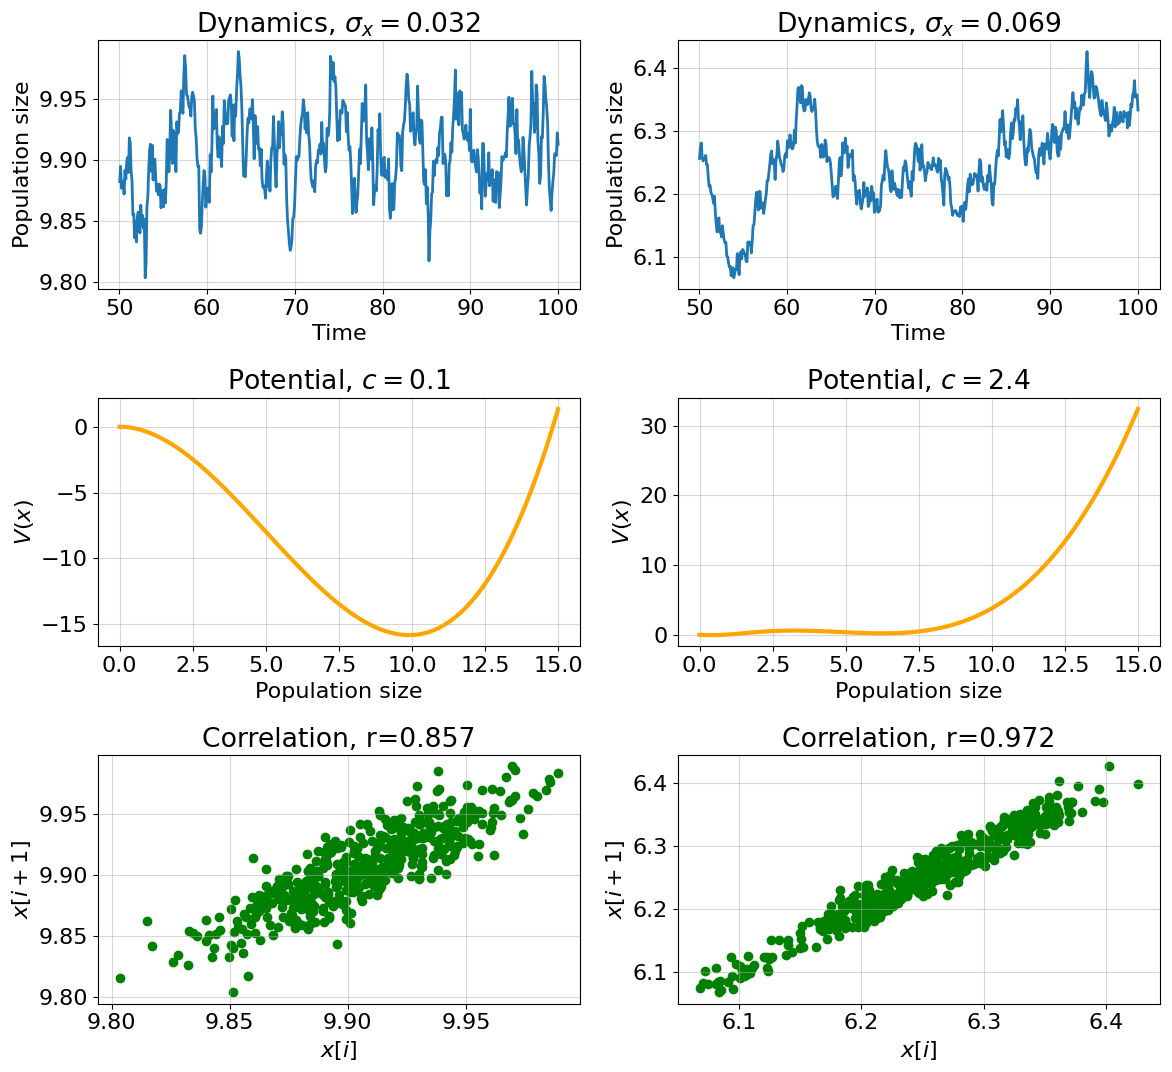 Dynamics, σₓ = 0.032
Population size
9.95
9.90
9.85
9.80
50 60 70 80 90 100
Time
Dynamics, σₓ = 0.069
Population size
6.4
6.3
6.2
6.1
50 60 70 80 90 100
Time
Potential, c = 0.1
V(x)
0
−5
−10
−15
0.0 2.5 5.0 7.5 10.0 12.5 15.0
Population size
Potential, c = 2.4
V(x)
30
20
10
0
0.0 2.5 5.0 7.5 10.0 12.5 15.0
Population size
Correlation, r=0.857
x[i + 1]
9.95
9.90
9.85
9.80
9.80 9.85 9.90 9.95
x[i]
Correlation, r=0.972
x[i + 1]
6.4
6.3
6.2
6.1
6.1 6.2 6.3 6.4
x[i]